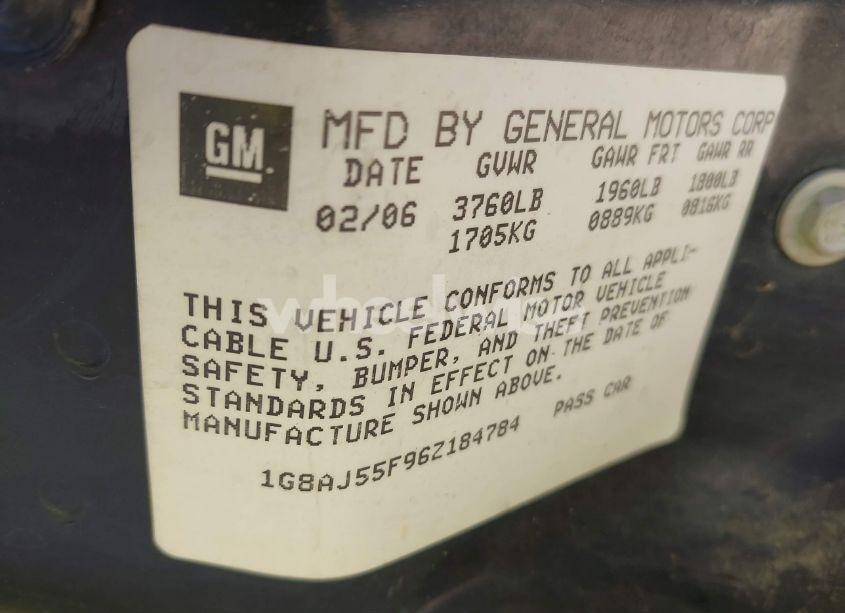 GM
MFD BY GENERAL MOTORS CORP
DATE GVWR GAWR FRT GAWR RR
02/06 3760LB 1960LB 1800LB
1705KG 0889KG 0816KG
THIS VEHICLE CONFORMS TO ALL APPLI-
CABLE U.S. FEDERAL MOTOR VEHICLE
SAFETY, BUMPER, AND THEFT PREVENTION
STANDARDS IN EFFECT ON THE DATE OF
MANUFACTURE SHOWN ABOVE.
1G8AJ55F96Z184784 PASS CAR